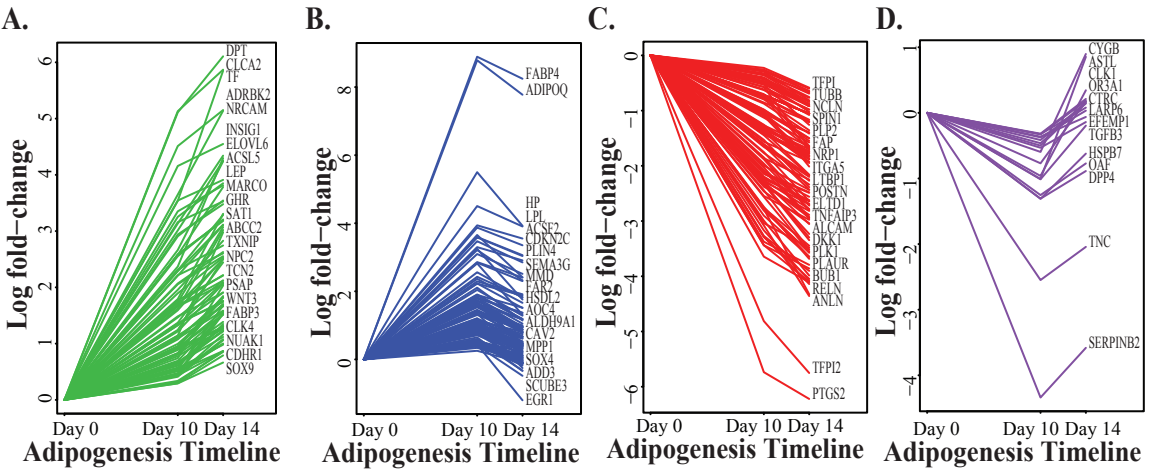 A.
Log fold-change
6
5
4
3
2
1
0
DPT
CLCA2
TF
ADRBK2
NRCAM
INSIG1
ELOVL6
ACSL5
LEP
MARCO
GHR
SAT1
ABCC2
TXNIP
NPC2
TCN2
PSAP
WNT3
FABP3
CLK4
NUAK1
CDHR1
SOX9
Day 0 Day 10 Day 14
Adipogenesis Timeline
B.
Log fold-change
8
6
4
2
0
FABP4
ADIPOQ
HP
LPL
ACSF2
CDKN2C
PLIN4
SEMA3G
MMD
FAR2
HSDL2
AOC4
ALDH9A1
CAV2
MPP1
SOX4
ADD3
SCUBE3
EGR1
Day 0 Day 10 Day 14
Adipogenesis Timeline
C.
Log fold-change
0
−1
−2
−3
−4
−5
−6
TFPI
TUBB
NCLN
SPIN1
PLP2
FAP
NRP1
ITGA5
LTBP1
POSTN
ELTD1
TNFAIP3
ALCAM
DKK1
PLK1
PLAUR
BUB1
RELN
ANLN
TFPI2
PTGS2
Day 0 Day 10 Day 14
Adipogenesis Timeline
D.
Log fold-change
1
0
−1
−2
−3
−4
CYGB
ASTL
CLK1
OR3A1
CTRC
LARP6
EFEMP1
TGFB3
HSPB7
OAF
DPP4
TNC
SERPINB2
Day 0 Day 10 Day 14
Adipogenesis Timeline